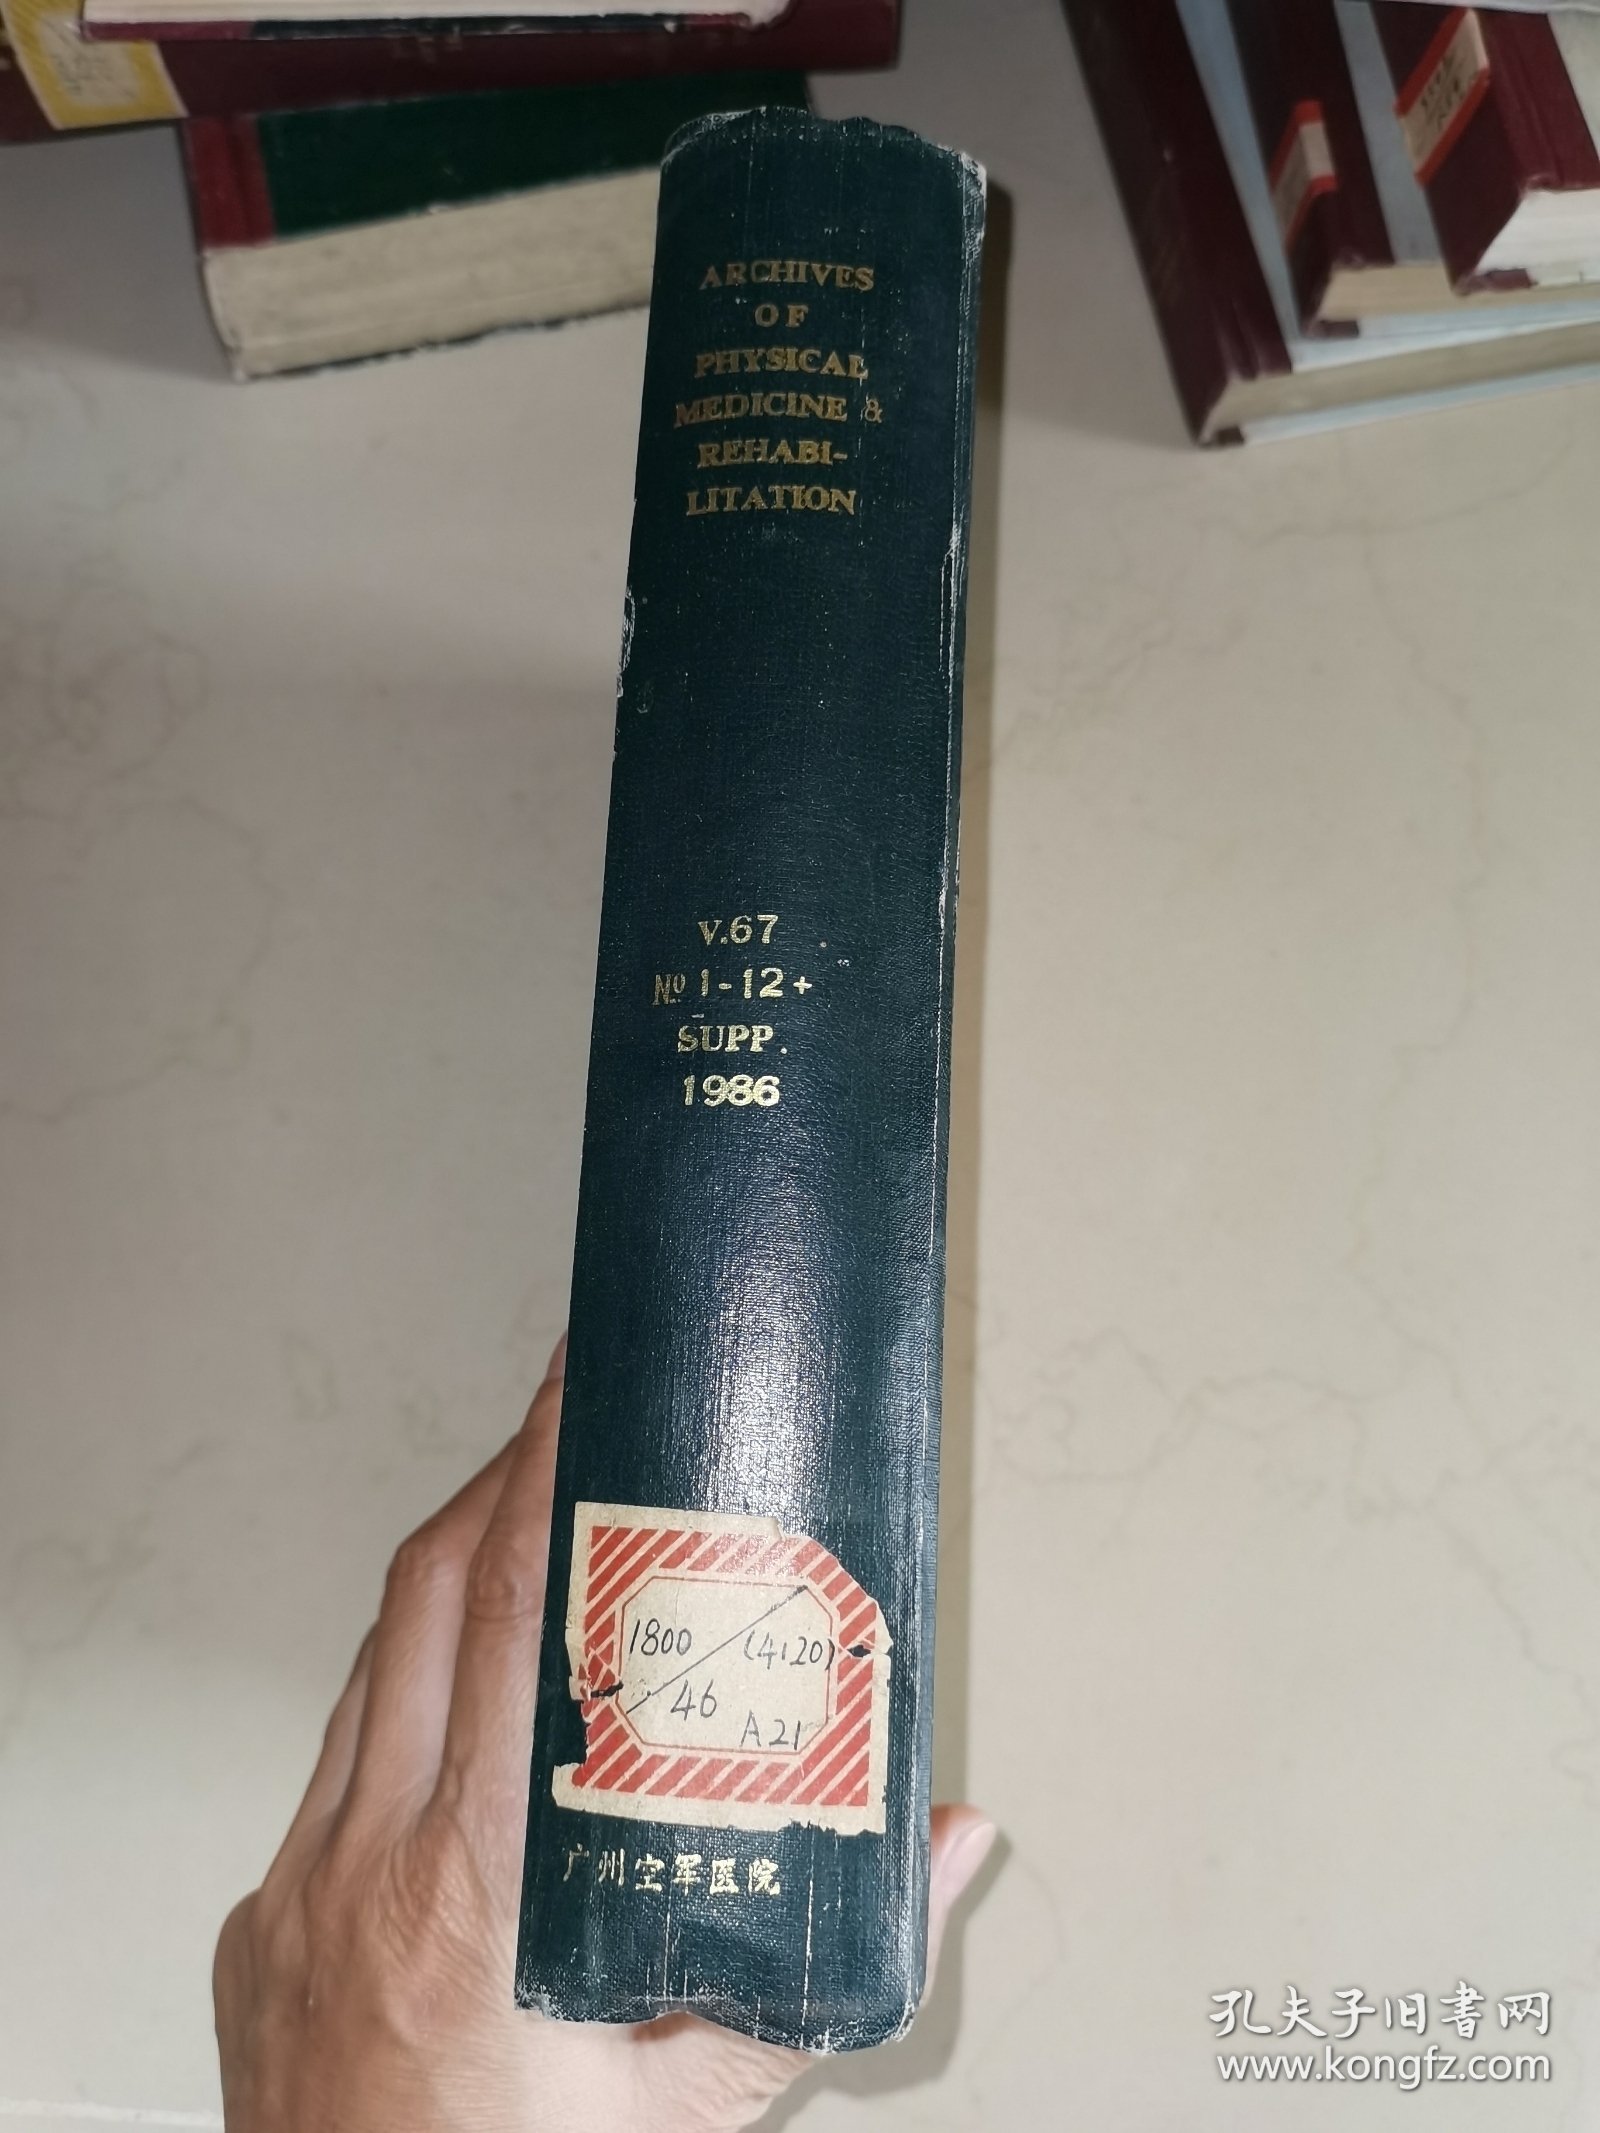 ARCHIVES
OF
PHYSICAL
MEDICINE &
REHABI-
LITATION
V.67
Nº 1-12+
SUPP.
1986
1800 (4120)
46 A21
广州空军医院
孔夫子旧書网
www.kongfz.com